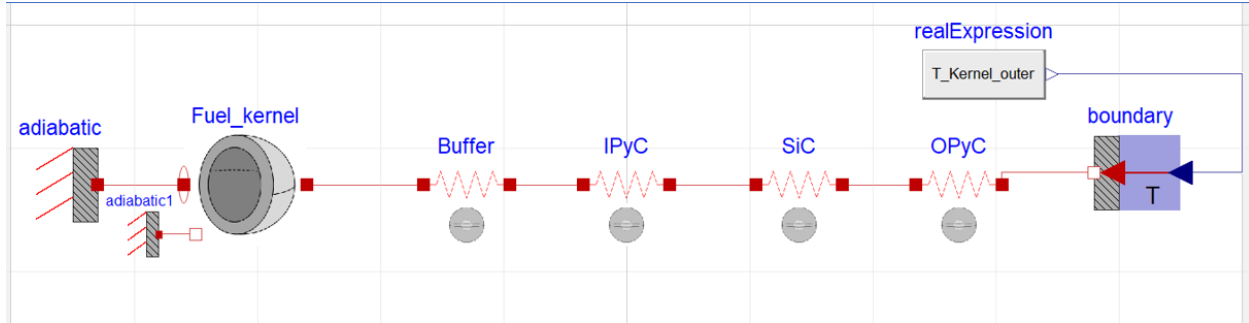 realExpression
T_Kernel_outer
adiabatic
Fuel_kernel
Buffer
IPyC
SiC
OPyC
boundary
adiabatic1
T